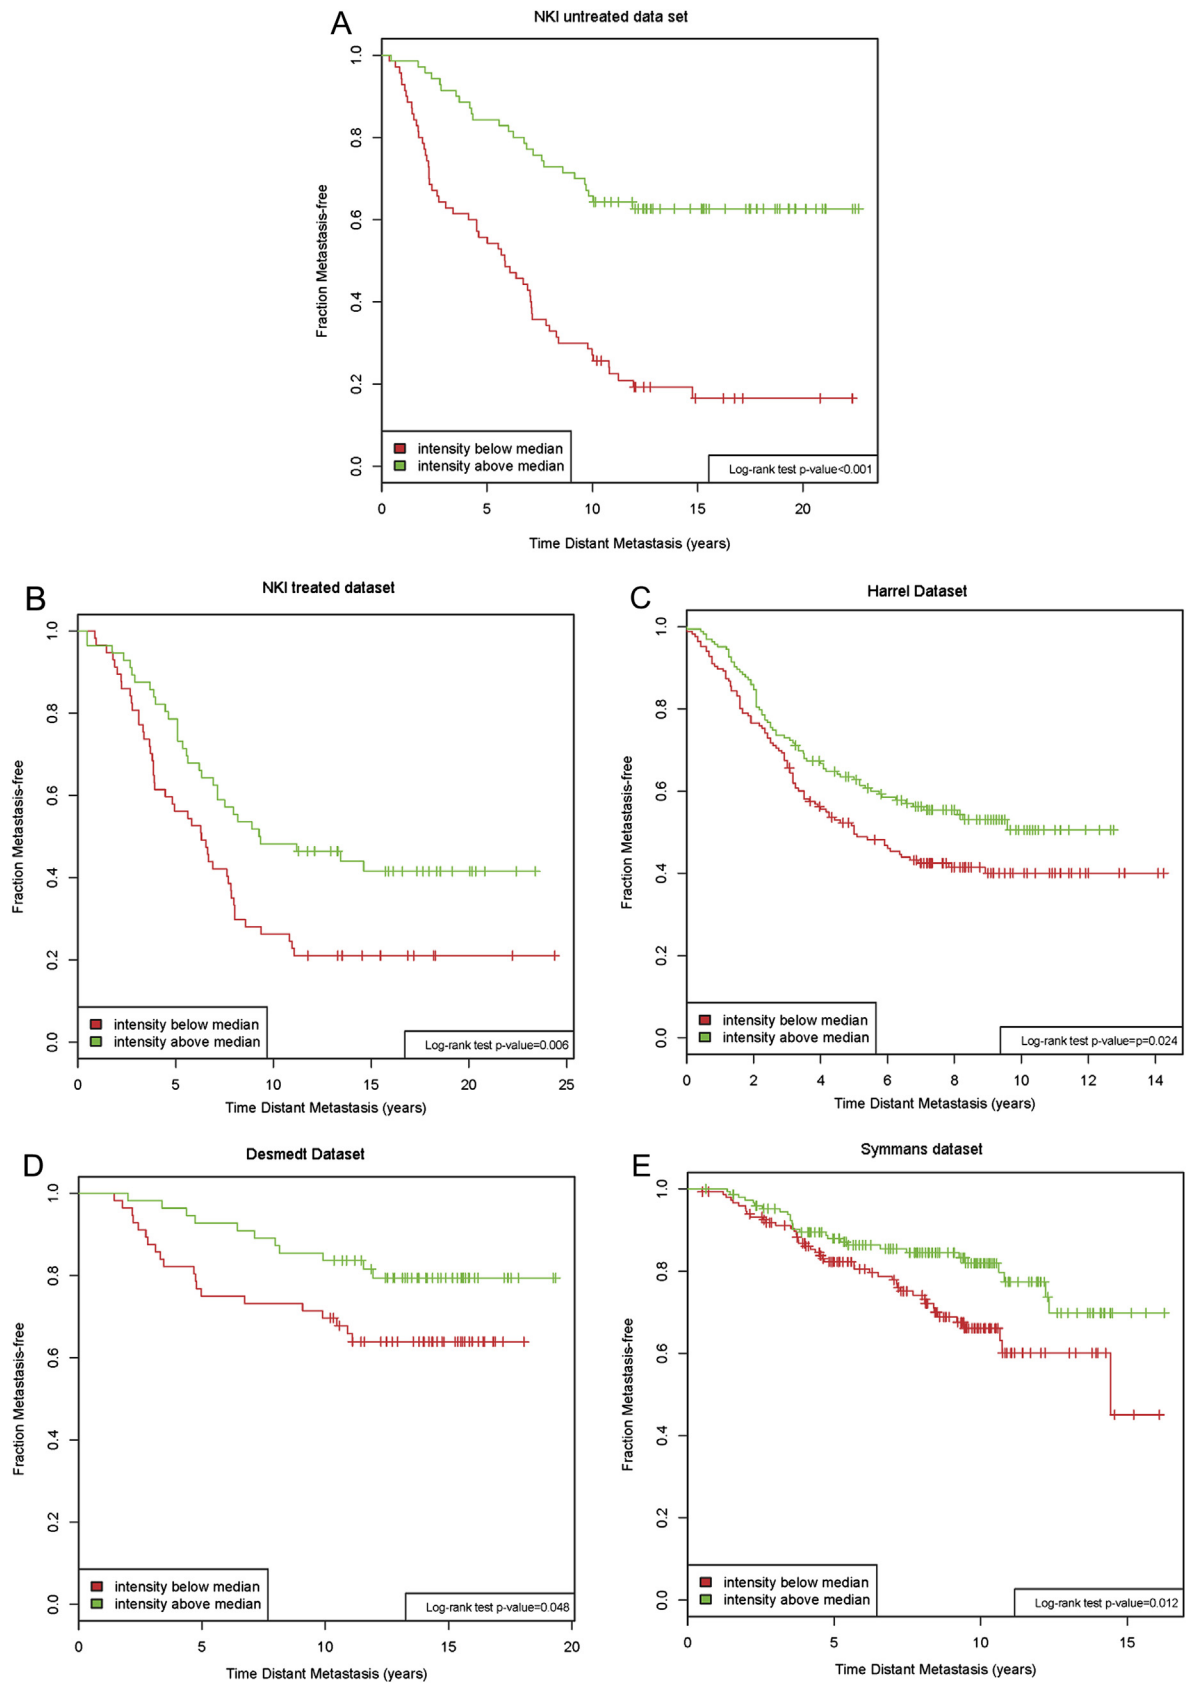 A
NKI untreated data set
Fraction Metastasis-free
1.0
0.8
0.6
0.4
0.2
0.0
intensity below median
intensity above median
Log-rank test p-value<0.001
0 5 10 15 20
Time Distant Metastasis (years)
B
NKI treated dataset
Fraction Metastasis-free
1.0
0.8
0.6
0.4
0.2
0.0
intensity below median
intensity above median
Log-rank test p-value=0.006
0 5 10 15 20 25
Time Distant Metastasis (years)
C
Harrel Dataset
Fraction Metastasis-free
1.0
0.8
0.6
0.4
0.2
0.0
intensity below median
intensity above median
Log-rank test p-value=p=0.024
0 2 4 6 8 10 12 14
Time Distant Metastasis (years)
D
Desmedt Dataset
Fraction Metastasis-free
1.0
0.8
0.6
0.4
0.2
0.0
intensity below median
intensity above median
Log-rank test p-value=0.048
0 5 10 15 20
Time Distant Metastasis (years)
E
Symmans dataset
Fraction Metastasis-free
1.0
0.8
0.6
0.4
0.2
0.0
intensity below median
intensity above median
Log-rank test p-value=0.012
0 5 10 15
Time Distant Metastasis (years)